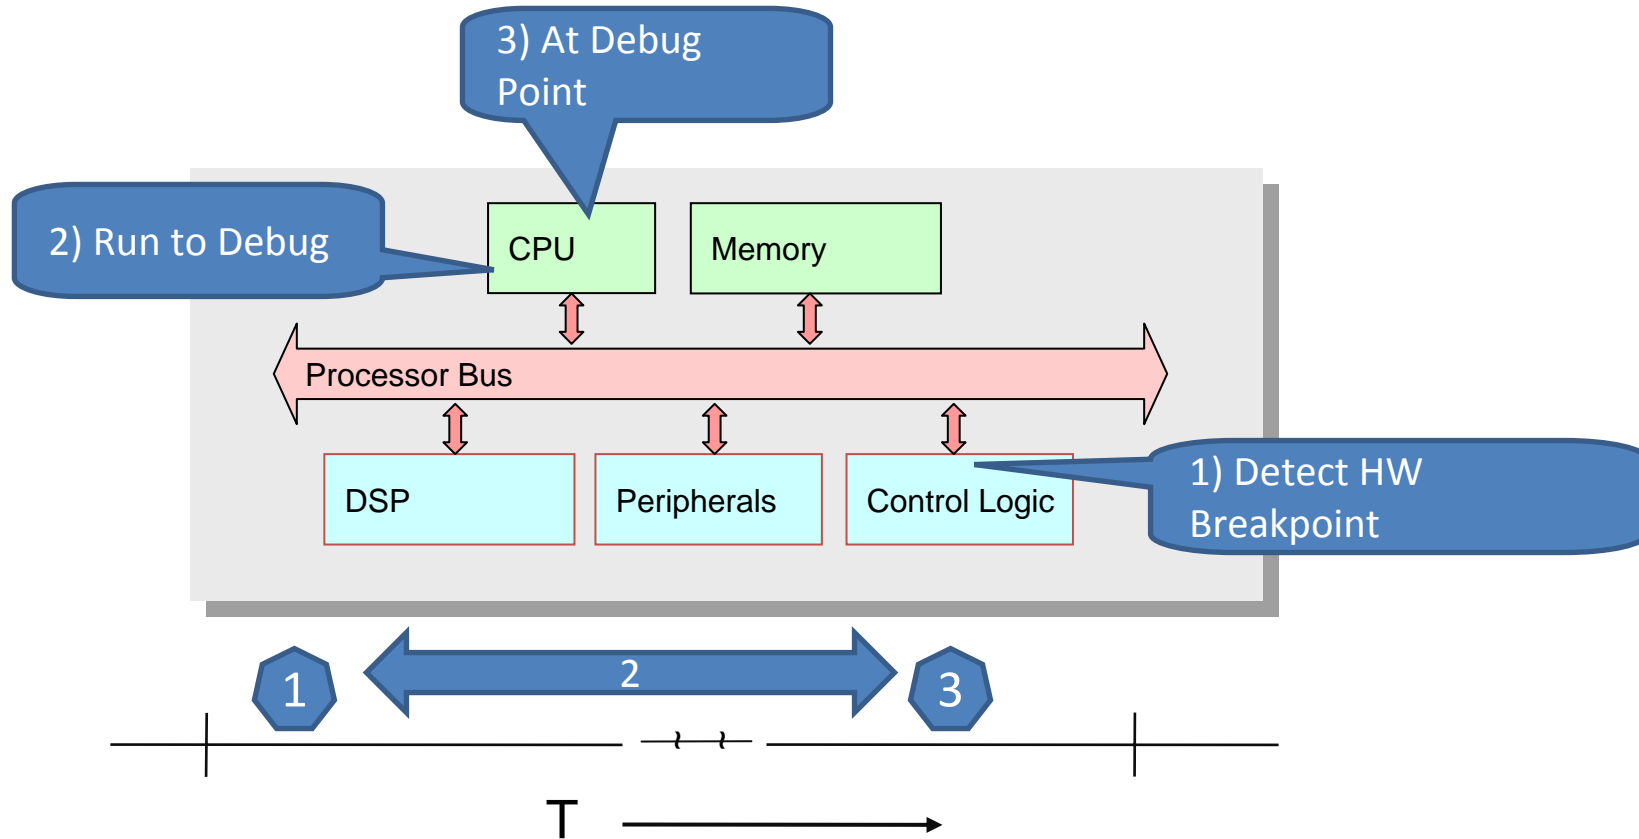 3) At Debug
Point
2) Run to Debug
CPU
Memory
Processor Bus
DSP
Peripherals
Control Logic
1) Detect HW
Breakpoint
1
2
3
T